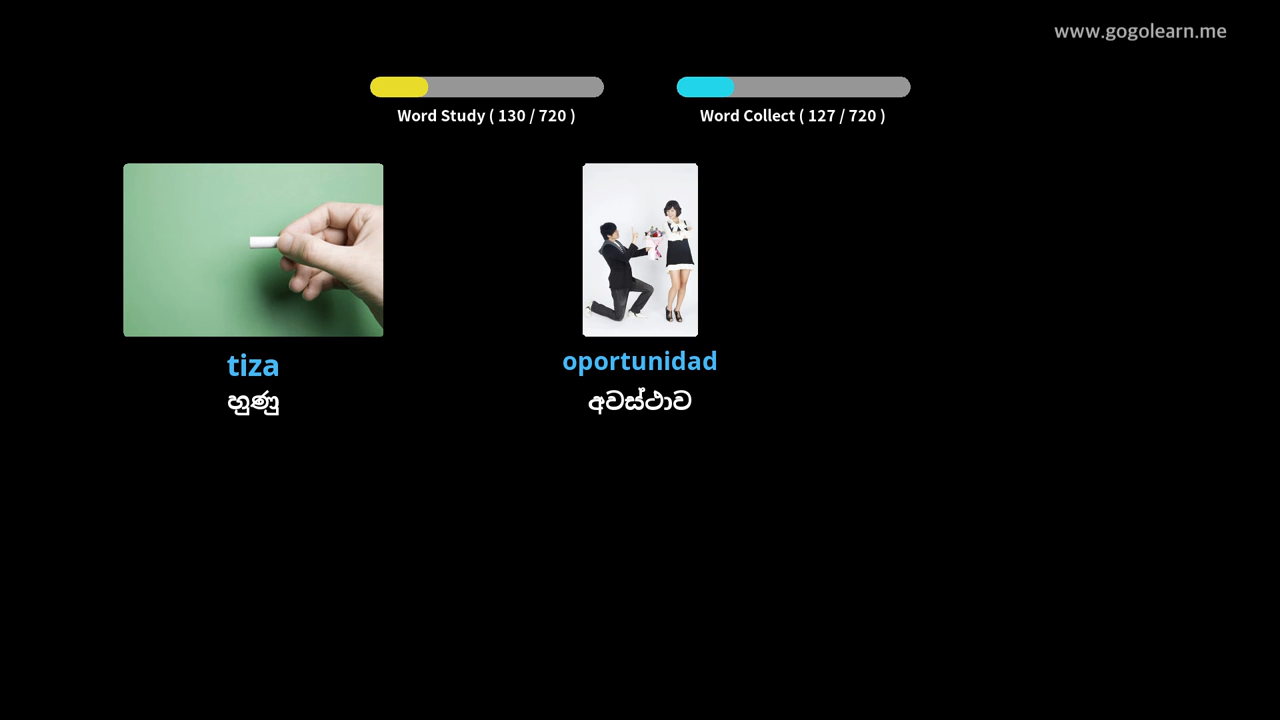 www.gogolearn.me
Word Study ( 130 / 720 )
Word Collect ( 127 / 720 )
tiza
හුණු
oportunidad
අවස්ථාව